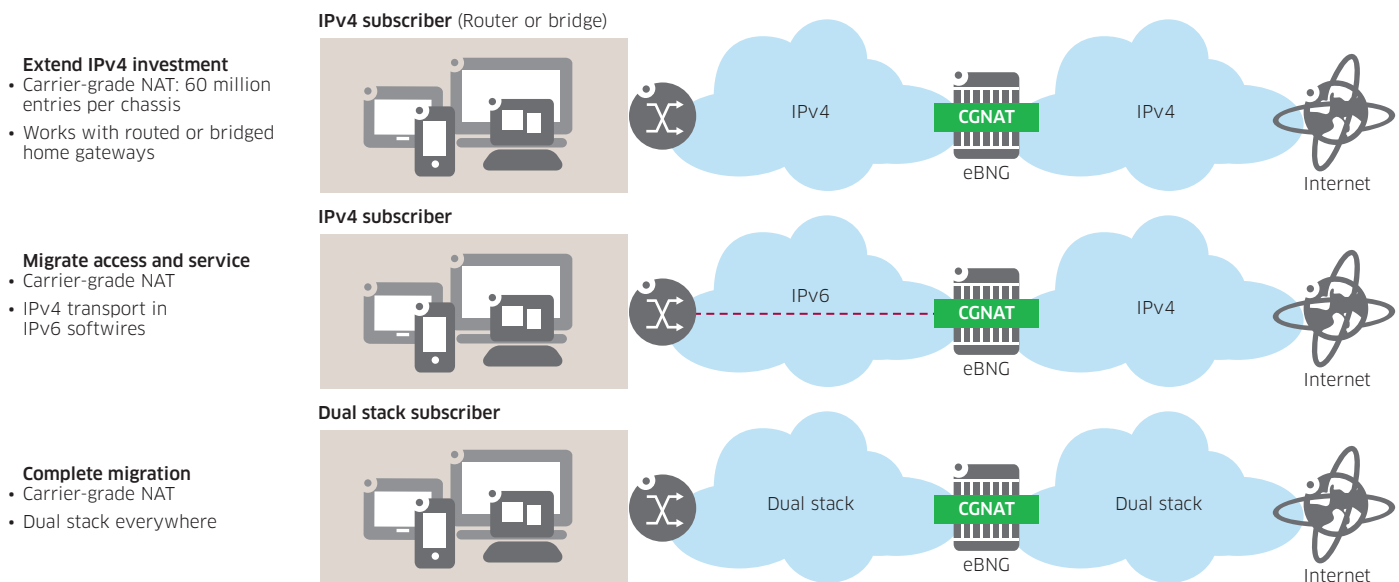 IPv4 subscriber (Router or bridge)
Extend IPv4 investment
• Carrier-grade NAT: 60 million
entries per chassis
• Works with routed or bridged
home gateways
IPv4
CGNAT
eBNG
IPv4
Internet
IPv4 subscriber
Migrate access and service
• Carrier-grade NAT
• IPv4 transport in
IPv6 softwires
IPv6
CGNAT
eBNG
IPv4
Internet
Dual stack subscriber
Complete migration
• Carrier-grade NAT
• Dual stack everywhere
Dual stack
CGNAT
eBNG
Dual stack
Internet